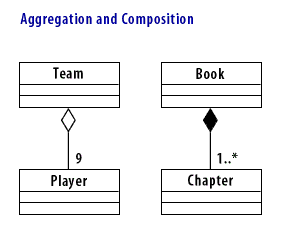 Aggregation and Composition
Team
Book
9
1..*
Player
Chapter